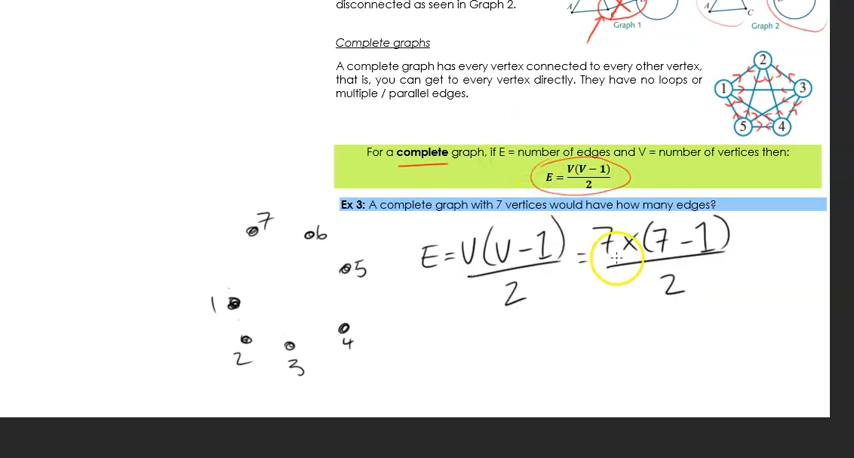 disconnected as seen in Graph 2.
A
Graph 1
A
C
Graph 2
Complete graphs
A complete graph has every vertex connected to every other vertex,
that is, you can get to every vertex directly. They have no loops or
multiple / parallel edges.
2
1
3
5
4
For a complete graph, if E = number of edges and V = number of vertices then:
E = V(V − 1)/2
Ex 3: A complete graph with 7 vertices would have how many edges?
7
6
5
1
2
3
4
E = V(V-1)/2 = 7×(7-1)/2